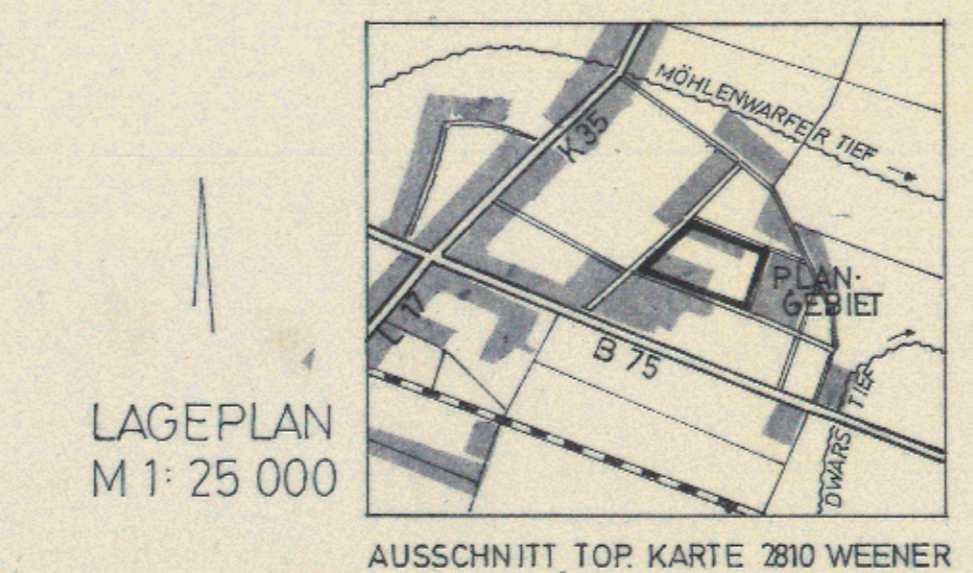 MÖHLENWARFER TIEF
K 35
PLAN-
GEBIET
L 17
B 75
DWARS TIEF
LAGEPLAN
M 1: 25 000
AUSSCHNITT TOP. KARTE 2810 WEENER